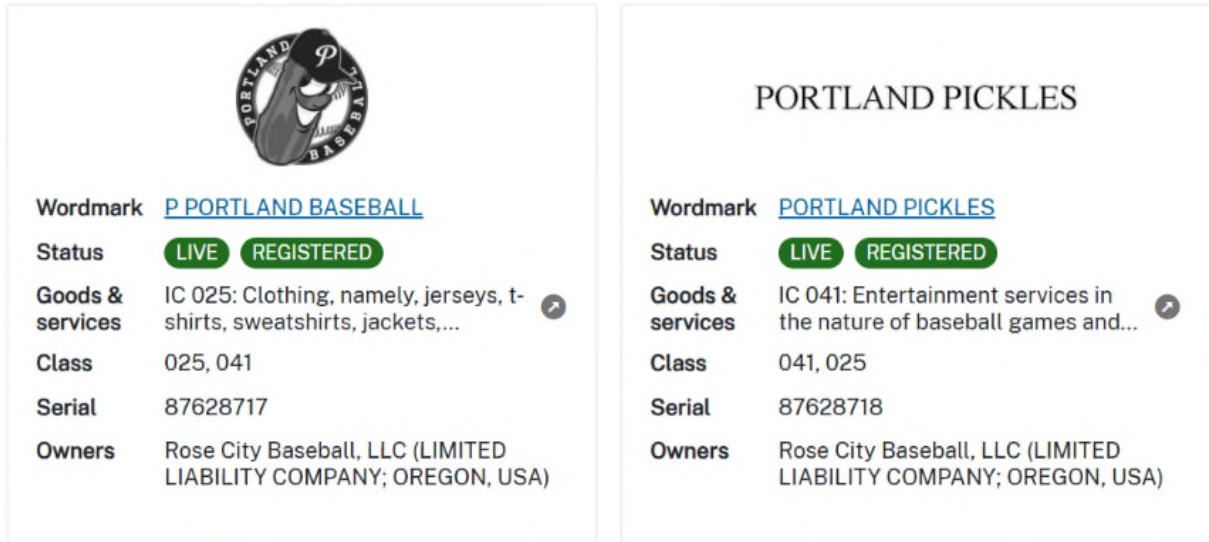 PORTLAND
P
BASEBALL
Wordmark P PORTLAND BASEBALL
Status LIVE REGISTERED
Goods & services IC 025: Clothing, namely, jerseys, t-
shirts, sweatshirts, jackets,...
Class 025, 041
Serial 87628717
Owners Rose City Baseball, LLC (LIMITED
LIABILITY COMPANY; OREGON, USA)
PORTLAND PICKLES
Wordmark PORTLAND PICKLES
Status LIVE REGISTERED
Goods & services IC 041: Entertainment services in
the nature of baseball games and...
Class 041, 025
Serial 87628718
Owners Rose City Baseball, LLC (LIMITED
LIABILITY COMPANY; OREGON, USA)